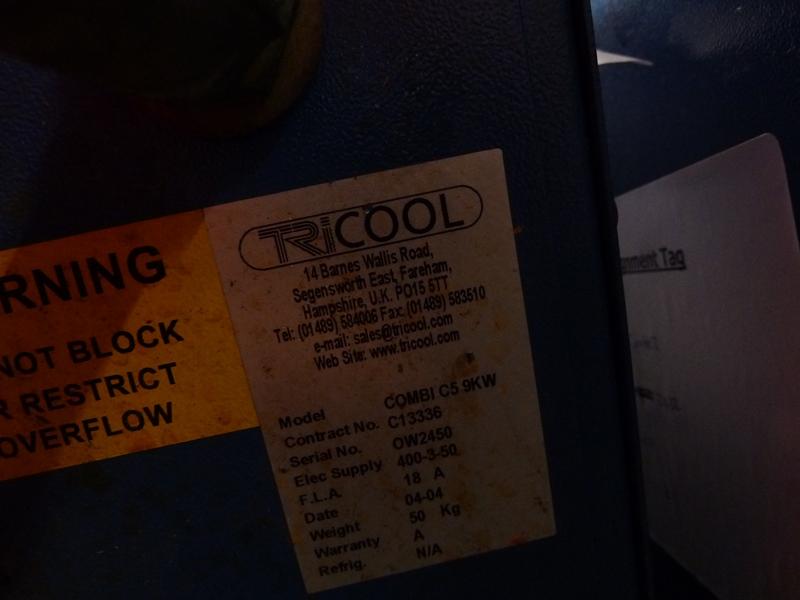 RNING
NOT BLOCK
R RESTRICT
OVERFLOW
TRICOOL
14 Barnes Wallis Road,
Segensworth East, Fareham,
Hampshire, U.K. PO15 5TT
Tel: (01489) 584006 Fax: (01489) 583510
e-mail: sales@tricool.com
Web Site: www.tricool.com
Model COMBI C5 9KW
Contract No. C13336
Serial No. OW2450
Elec Supply 400-3-50
F.L.A. 18 A
Date 04-04
Weight 50 Kg
Warranty A
Refrig. N/A
gnment Tag